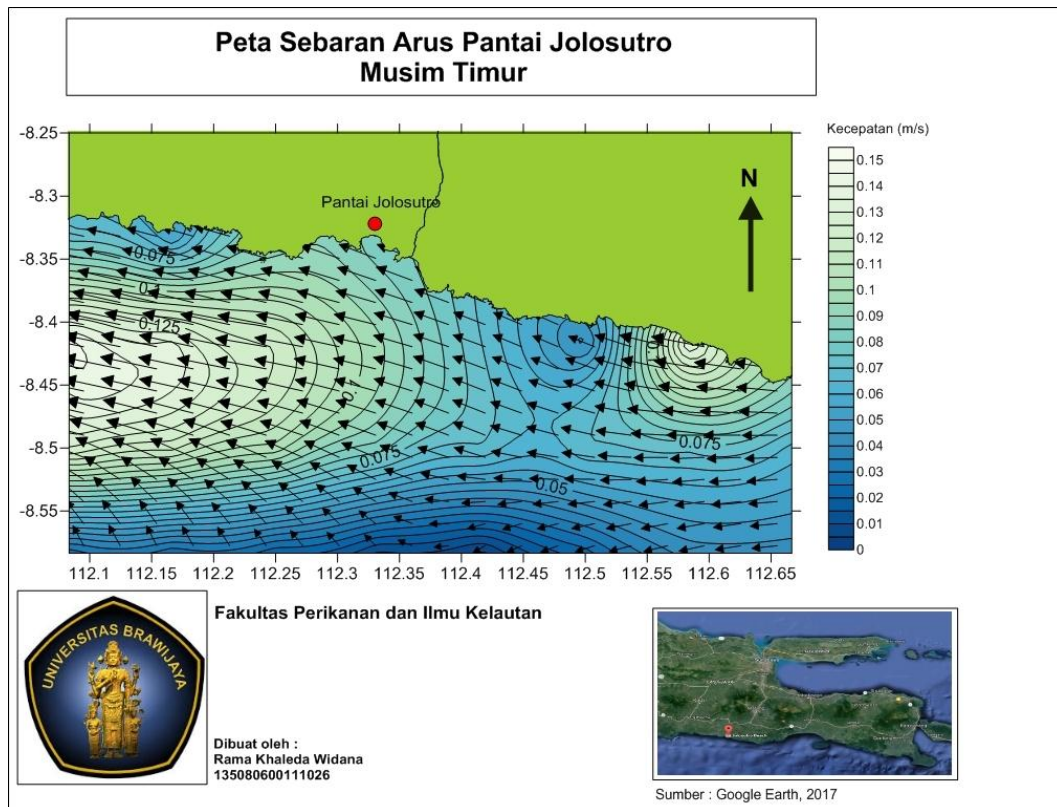 Peta Sebaran Arus Pantai Jolosutro
Musim Timur
Kecepatan (m/s)
-8.25
-8.3
-8.35
-8.4
-8.45
-8.5
-8.55
Pantai Jolosutro
N
0.075
0.1
0.125
0.1
0.075
0.05
0.075
0.15
0.14
0.13
0.12
0.11
0.1
0.09
0.08
0.07
0.06
0.05
0.04
0.03
0.02
0.01
0
112.1 112.15 112.2 112.25 112.3 112.35 112.4 112.45 112.5 112.55 112.6 112.65
UNIVERSITAS BRAWIJAYA
Fakultas Perikanan dan Ilmu Kelautan
Dibuat oleh :
Rama Khaleda Widana
135080600111026
Sumber : Google Earth, 2017